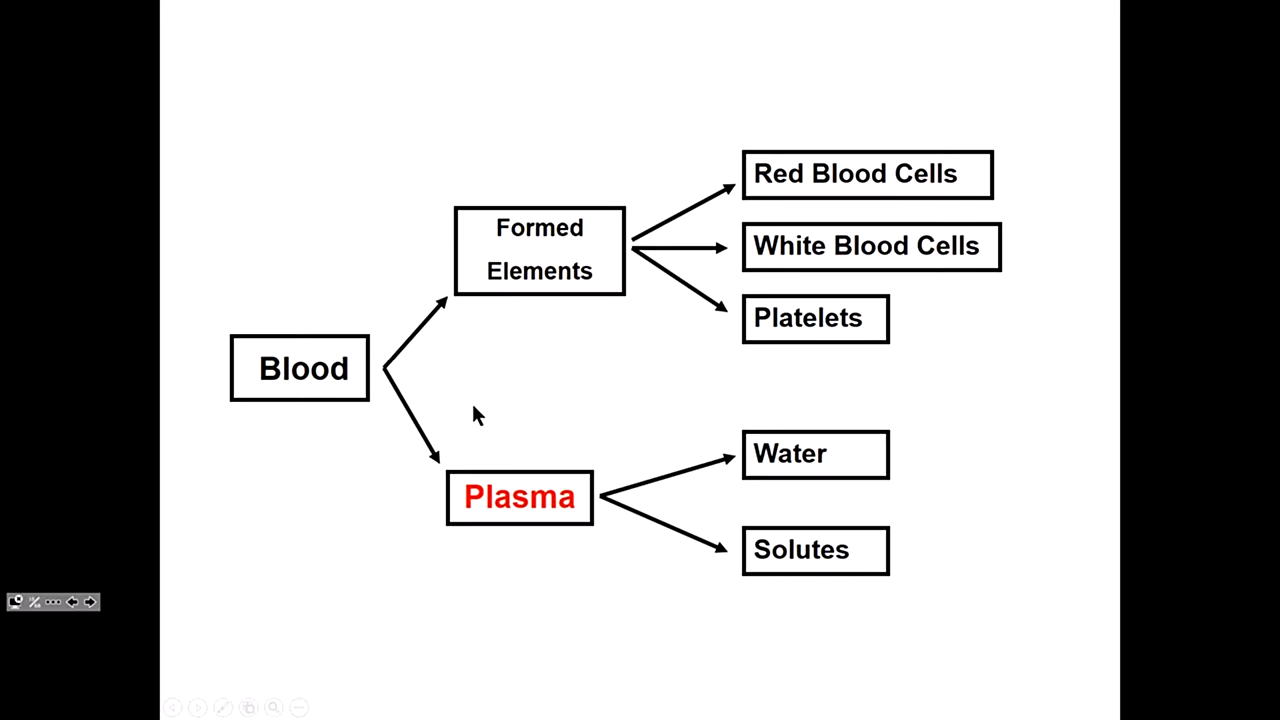 Red Blood Cells
Formed
Elements
White Blood Cells
Platelets
Blood
Water
Plasma
Solutes